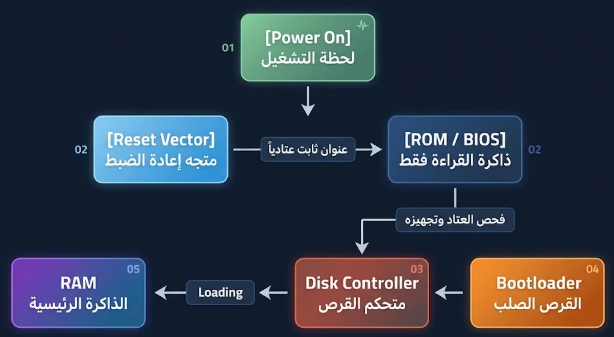 01
[Power On]
لحظة التشغيل
02
[Reset Vector]
متجه إعادة الضبط
عنوان ثابت عتادياً
[ROM / BIOS]
ذاكرة القراءة فقط
02
فحص العتاد وتجهيزه
05
RAM
الذاكرة الرئيسية
Loading
03
Disk Controller
متحكم القرص
04
Bootloader
القرص الصلب